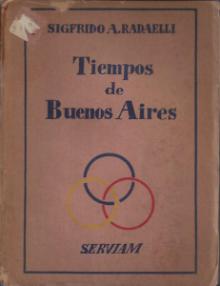 SIGFRIDO A. RADAELLI
Tiempos
de
Buenos Aires
SERVIAM